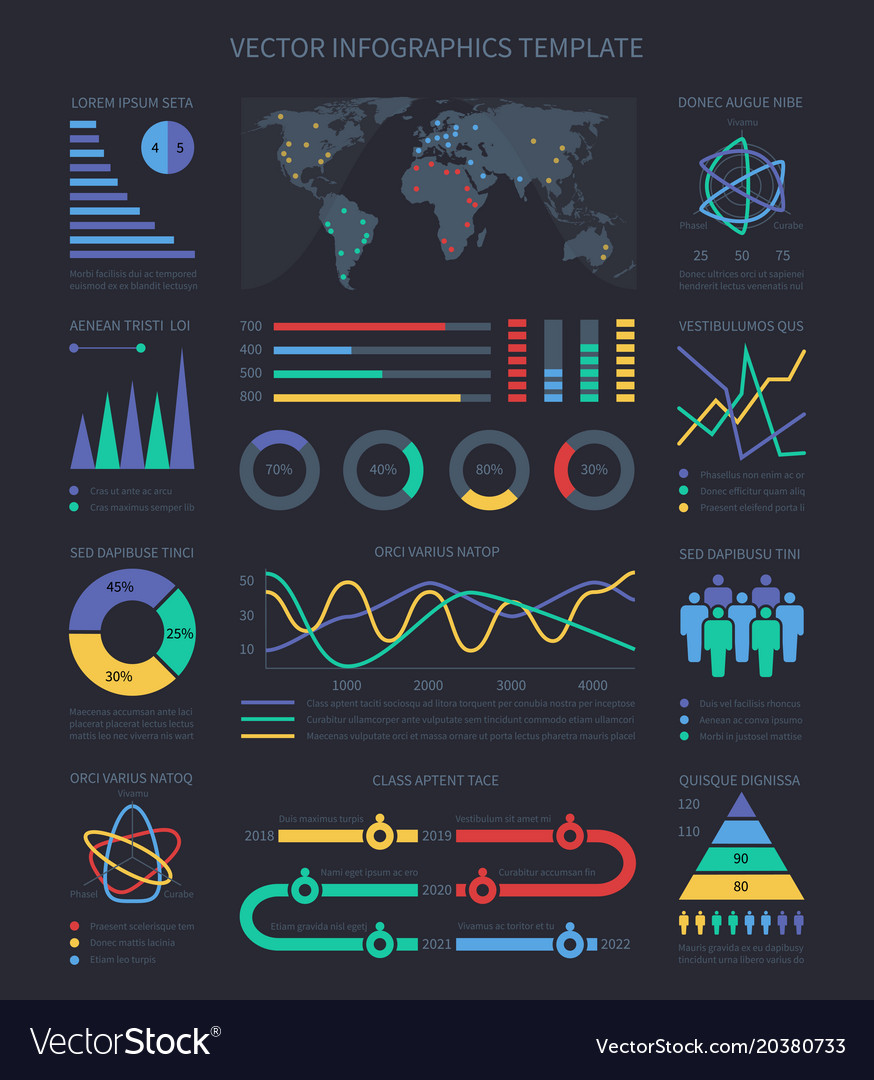 VECTOR INFOGRAPHICS TEMPLATE
LOREM IPSUM SETA
4 5
Morbi facilisis dui ac tempored
euismod ex ex blandit lectusyn
DONEC AUGUE NIBE
Vivamu
Phasel
Curabe
25 50 75
Donec ultrices orci ut sapienei
hendrerit lectus venenatis nul
AENEAN TRISTI LOI
Cras ut ante ac arcu
Cras maximus semper lib
700
400
500
800
70%
40%
80%
30%
VESTIBULUMOS QUS
Phasellus non enim ac or
Donec efficitur quam aliq
Praesent eleifend porta li
SED DAPIBUSE TINCI
45%
25%
30%
Maecenas accumsan ante laci
placerat placerat lectus lectus
mattis leo nec viverra nis wart
ORCI VARIUS NATOP
50
30
10
1000 2000 3000 4000
Class aptent taciti sociosqu ad litora torquent per conubia nostra per inceptose
Curabitur ullamcorper ante vulputate sem tincidunt commodo etiam ullamcori
Maecenas vulputate orci et massa ornare ut porta lectus pharetra mauris placel
SED DAPIBUSU TINI
Duis vel facilisis rhoncus
Aenean ac conva ipsumo
Morbi in justosel mattise
ORCI VARIUS NATOQ
Vivamu
Phasel
Curabe
Praesent scelerisque tem
Donec mattis lacinia
Etiam leo turpis
CLASS APTENT TACE
Duis maximus turpis
Vestibulum sit amet mi
2018
2019
Nami eget ipsum ac ero
Curabitur accumsan fin
2020
Etiam gravida nisl egetj
Vivamus ac toritor et tu
2021
2022
QUISQUE DIGNISSA
120
110
90
80
Mauris gravida ex eu dapibusy
tincidunt urna libero varius do
VectorStock®
VectorStock.com/20380733